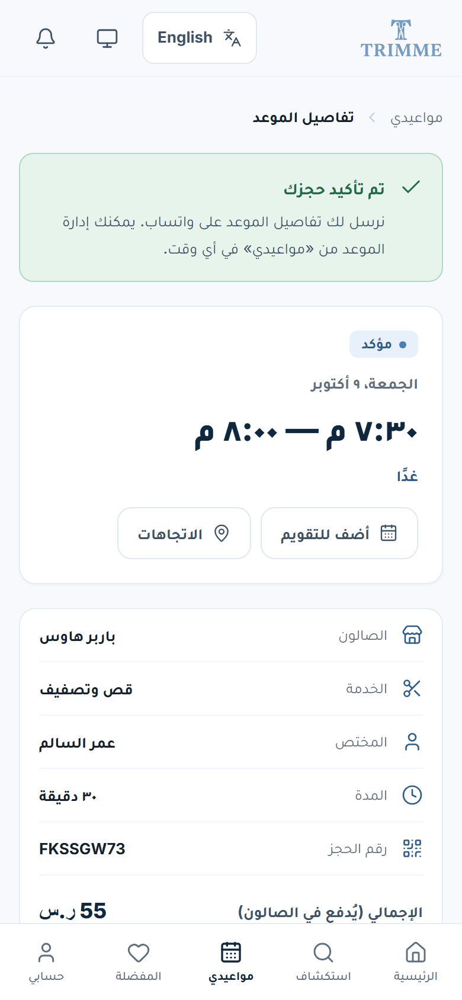 TRIMME
English
مواعيدي
تفاصيل الموعد
تم تأكيد حجزك
نرسل لك تفاصيل الموعد على واتساب. يمكنك إدارة
الموعد من «مواعيدي» في أي وقت.
مؤكد
الجمعة، ٩ أكتوبر
٧:٣٠ م — ٨:٠٠ م
غدًا
أضف للتقويم
الاتجاهات
الصالون
باربر هاوس
الخدمة
قص وتصفيف
المختص
عمر السالم
المدة
٣٠ دقيقة
رقم الحجز
FKSSGW73
الإجمالي (يُدفع في الصالون)
55 ر.س
الرئيسية
استكشاف
مواعيدي
المفضلة
حسابي